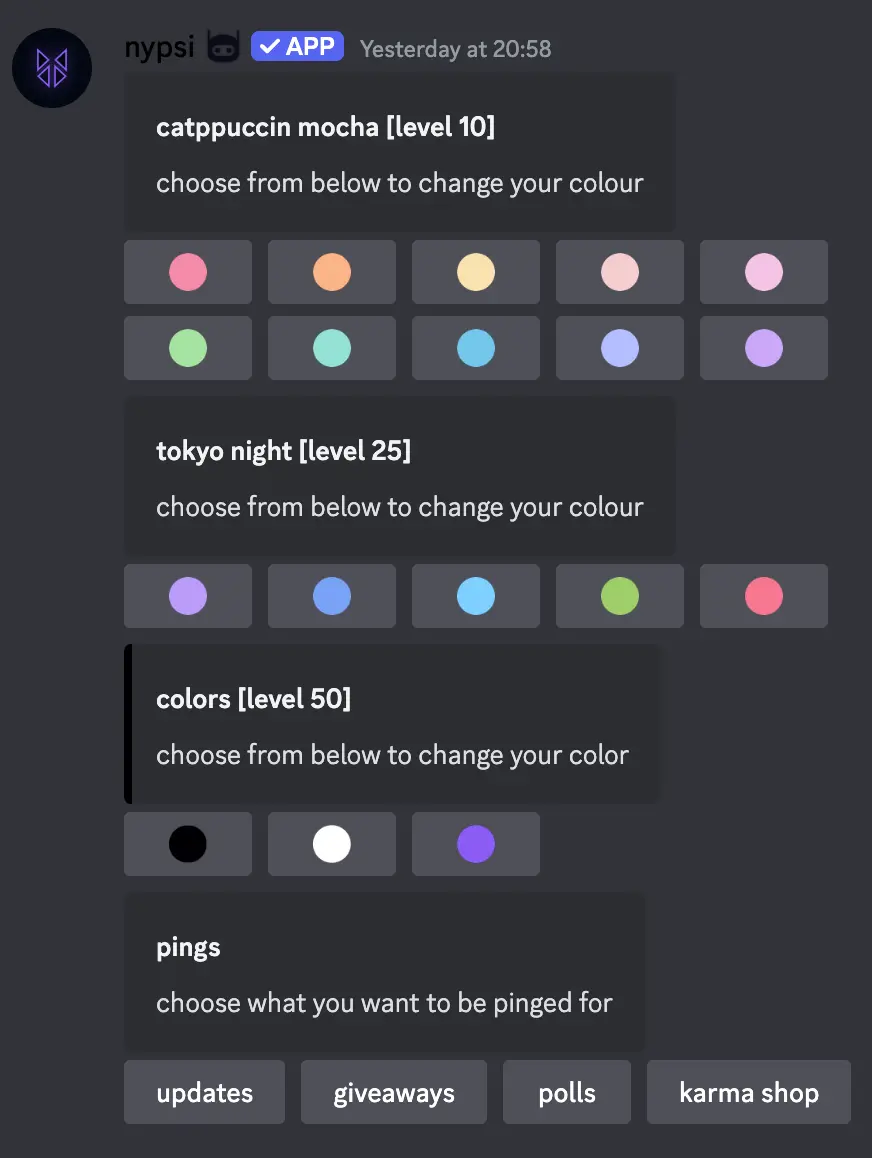 nypsi ✓ APP Yesterday at 20:58
catppuccin mocha [level 10]
choose from below to change your colour
tokyo night [level 25]
choose from below to change your colour
colors [level 50]
choose from below to change your color
pings
choose what you want to be pinged for
updates giveaways polls karma shop